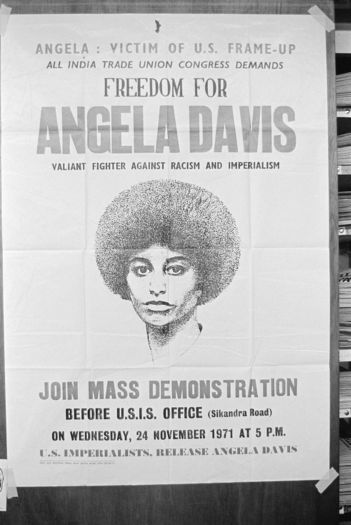 ANGELA : VICTIM OF U.S. FRAME-UP
ALL INDIA TRADE UNION CONGRESS DEMANDS
FREEDOM FOR
ANGELA DAVIS
VALIANT FIGHTER AGAINST RACISM AND IMPERIALISM
JOIN MASS DEMONSTRATION
BEFORE U.S.I.S. OFFICE (Sikandra Road)
ON WEDNESDAY, 24 NOVEMBER 1971 AT 5 P.M.
U.S. IMPERIALISTS, RELEASE ANGELA DAVIS